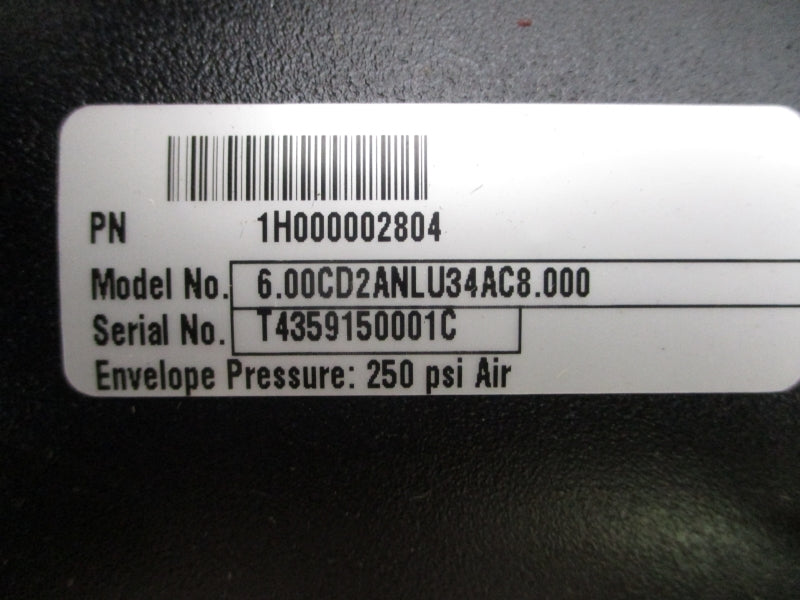 PN 1H000002804
Model No. 6.00CD2ANLU34AC8.000
Serial No. T4359150001C
Envelope Pressure: 250 psi Air